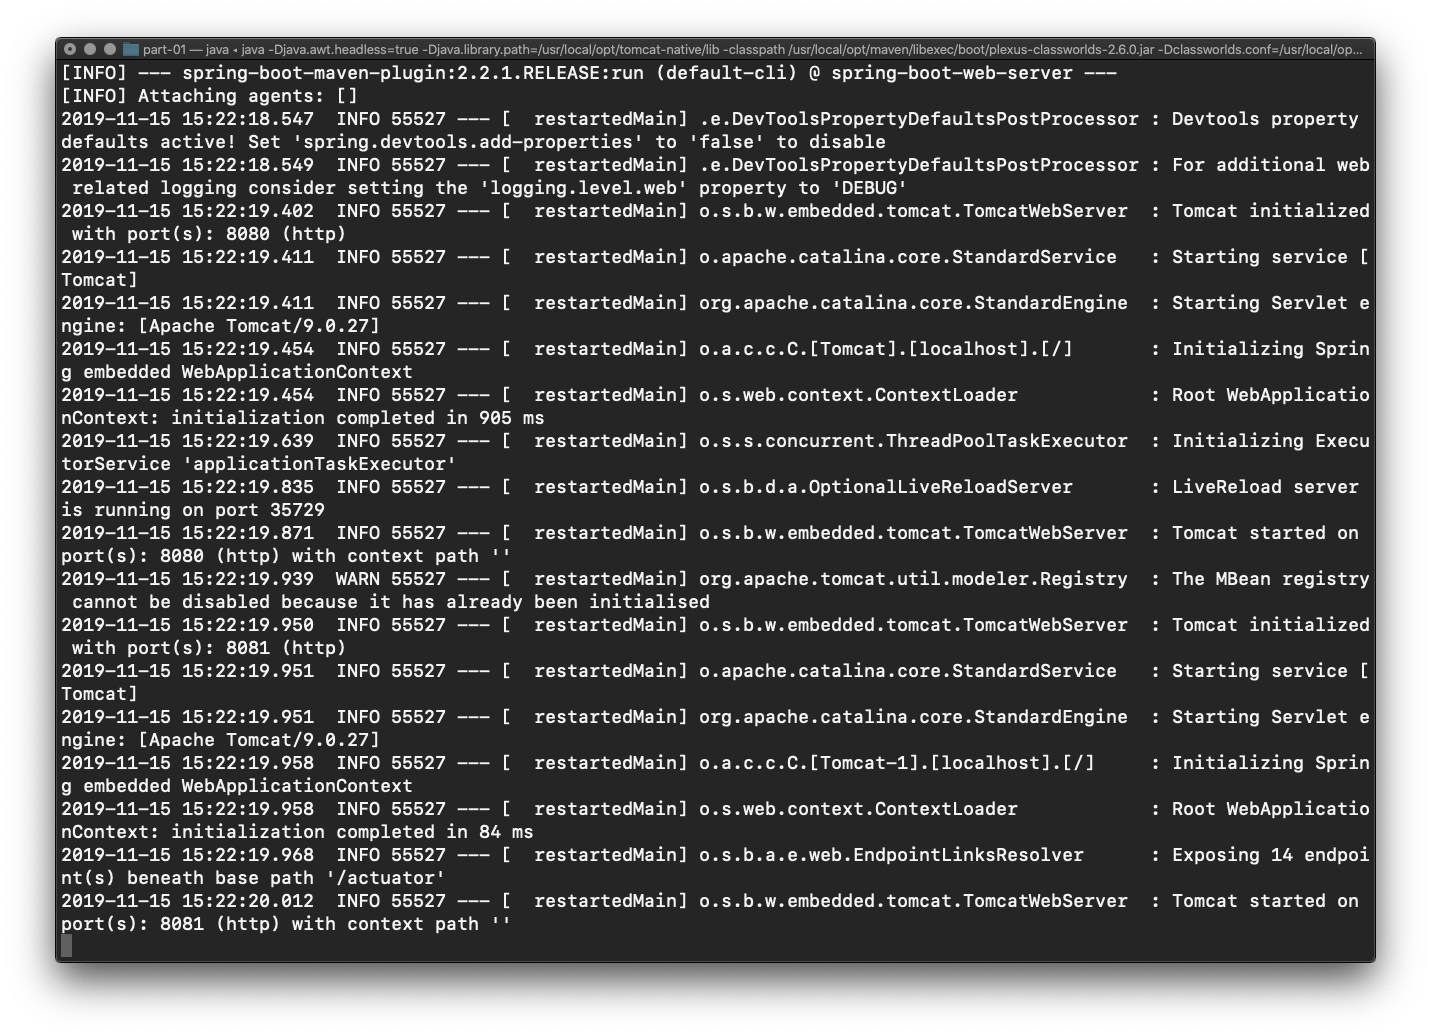 part-01 — java ◂ java -Djava.awt.headless=true -Djava.library.path=/usr/local/opt/tomcat-native/lib -classpath /usr/local/opt/maven/libexec/boot/plexus-classworlds-2.6.0.jar -Dclassworlds.conf=/usr/local/op...
[INFO] --- spring-boot-maven-plugin:2.2.1.RELEASE:run (default-cli) @ spring-boot-web-server ---
[INFO] Attaching agents: []
2019-11-15 15:22:18.547  INFO 55527 --- [  restartedMain] .e.DevToolsPropertyDefaultsPostProcessor : Devtools property
defaults active! Set 'spring.devtools.add-properties' to 'false' to disable
2019-11-15 15:22:18.549  INFO 55527 --- [  restartedMain] .e.DevToolsPropertyDefaultsPostProcessor : For additional web
 related logging consider setting the 'logging.level.web' property to 'DEBUG'
2019-11-15 15:22:19.402  INFO 55527 --- [  restartedMain] o.s.b.w.embedded.tomcat.TomcatWebServer  : Tomcat initialized
 with port(s): 8080 (http)
2019-11-15 15:22:19.411  INFO 55527 --- [  restartedMain] o.apache.catalina.core.StandardService   : Starting service [
Tomcat]
2019-11-15 15:22:19.411  INFO 55527 --- [  restartedMain] org.apache.catalina.core.StandardEngine  : Starting Servlet e
ngine: [Apache Tomcat/9.0.27]
2019-11-15 15:22:19.454  INFO 55527 --- [  restartedMain] o.a.c.c.C.[Tomcat].[localhost].[/]       : Initializing Sprin
g embedded WebApplicationContext
2019-11-15 15:22:19.454  INFO 55527 --- [  restartedMain] o.s.web.context.ContextLoader            : Root WebApplicatio
nContext: initialization completed in 905 ms
2019-11-15 15:22:19.639  INFO 55527 --- [  restartedMain] o.s.s.concurrent.ThreadPoolTaskExecutor  : Initializing Execu
torService 'applicationTaskExecutor'
2019-11-15 15:22:19.835  INFO 55527 --- [  restartedMain] o.s.b.d.a.OptionalLiveReloadServer       : LiveReload server
is running on port 35729
2019-11-15 15:22:19.871  INFO 55527 --- [  restartedMain] o.s.b.w.embedded.tomcat.TomcatWebServer  : Tomcat started on
port(s): 8080 (http) with context path ''
2019-11-15 15:22:19.939  WARN 55527 --- [  restartedMain] org.apache.tomcat.util.modeler.Registry  : The MBean registry
 cannot be disabled because it has already been initialised
2019-11-15 15:22:19.950  INFO 55527 --- [  restartedMain] o.s.b.w.embedded.tomcat.TomcatWebServer  : Tomcat initialized
 with port(s): 8081 (http)
2019-11-15 15:22:19.951  INFO 55527 --- [  restartedMain] o.apache.catalina.core.StandardService   : Starting service [
Tomcat]
2019-11-15 15:22:19.951  INFO 55527 --- [  restartedMain] org.apache.catalina.core.StandardEngine  : Starting Servlet e
ngine: [Apache Tomcat/9.0.27]
2019-11-15 15:22:19.958  INFO 55527 --- [  restartedMain] o.a.c.c.C.[Tomcat-1].[localhost].[/]     : Initializing Sprin
g embedded WebApplicationContext
2019-11-15 15:22:19.958  INFO 55527 --- [  restartedMain] o.s.web.context.ContextLoader            : Root WebApplicatio
nContext: initialization completed in 84 ms
2019-11-15 15:22:19.968  INFO 55527 --- [  restartedMain] o.s.b.a.e.web.EndpointLinksResolver      : Exposing 14 endpoi
nt(s) beneath base path '/actuator'
2019-11-15 15:22:20.012  INFO 55527 --- [  restartedMain] o.s.b.w.embedded.tomcat.TomcatWebServer  : Tomcat started on
port(s): 8081 (http) with context path ''